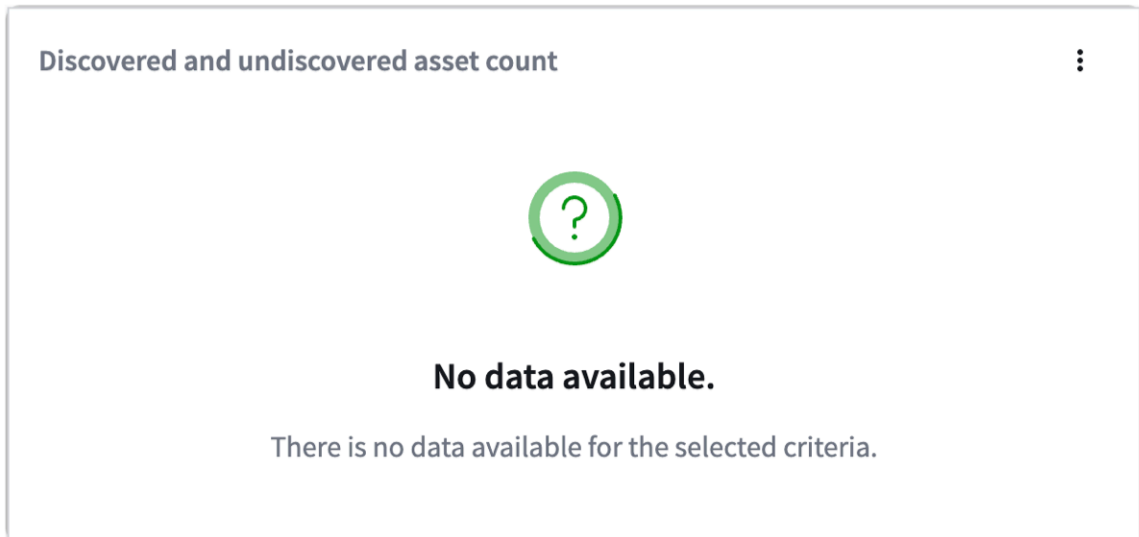 Discovered and undiscovered asset count
?
No data available.
There is no data available for the selected criteria.